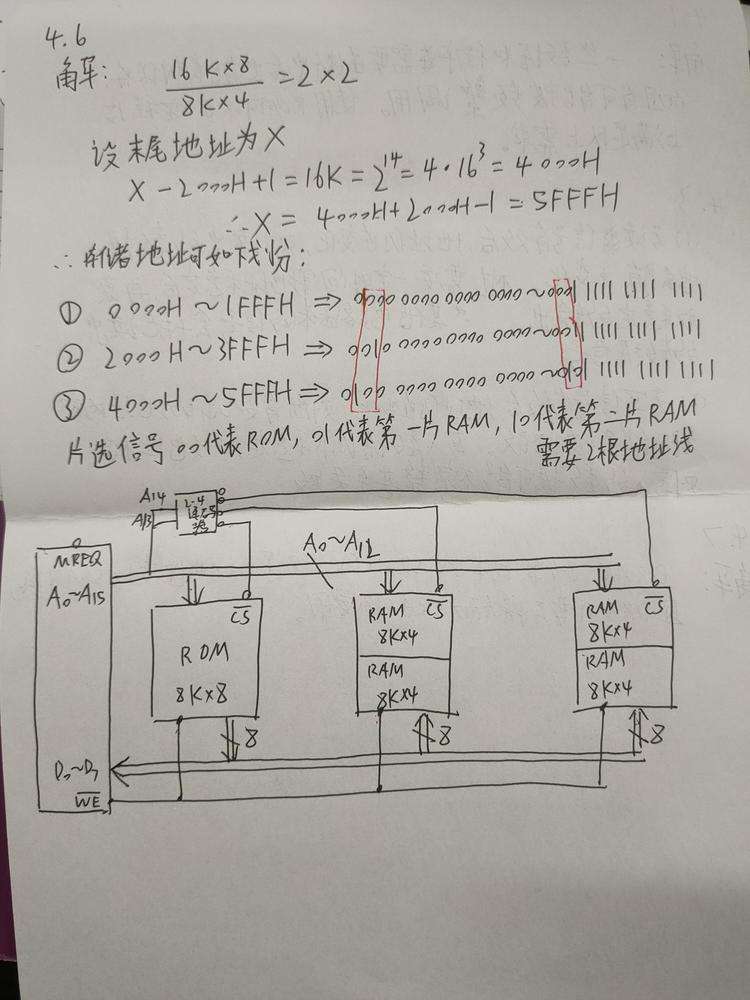 4.6
解: 16K×8 / 8K×4 = 2×2
设末尾地址为X
X-2000H+1=16K=2^14=4·16^3=4000H
∴X= 4000H+2000H-1=5FFFH
∴存储地址可如下划分:
① 0000H~1FFFH ⇒ 0000 0000 0000 0000~0001 1111 1111 1111
② 2000H~3FFFH ⇒ 0010 0000 0000 0000~0011 1111 1111 1111
③ 4000H~5FFFH ⇒ 0100 0000 0000 0000~0101 1111 1111 1111
片选信号00代表ROM, 01代表第一片RAM, 10代表第二片RAM
需要2根地址线
A14
A13
2-4
译码
器
A0~A12
MREQ
A0~A15
D0~D7
WE
CS
ROM
8K×8
8
RAM
CS
8K×4
RAM
8K×4
8
RAM
CS
8K×4
RAM
8K×4
8